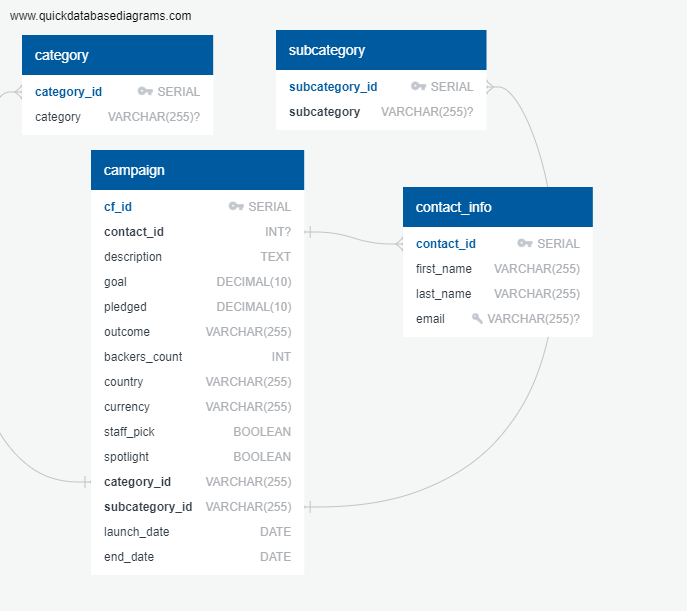 www.quickdatabasediagrams.com
category
category_id SERIAL
category VARCHAR(255)?
subcategory
subcategory_id SERIAL
subcategory VARCHAR(255)?
campaign
cf_id SERIAL
contact_id INT?
description TEXT
goal DECIMAL(10)
pledged DECIMAL(10)
outcome VARCHAR(255)
backers_count INT
country VARCHAR(255)
currency VARCHAR(255)
staff_pick BOOLEAN
spotlight BOOLEAN
category_id VARCHAR(255)
subcategory_id VARCHAR(255)
launch_date DATE
end_date DATE
contact_info
contact_id SERIAL
first_name VARCHAR(255)
last_name VARCHAR(255)
email VARCHAR(255)?